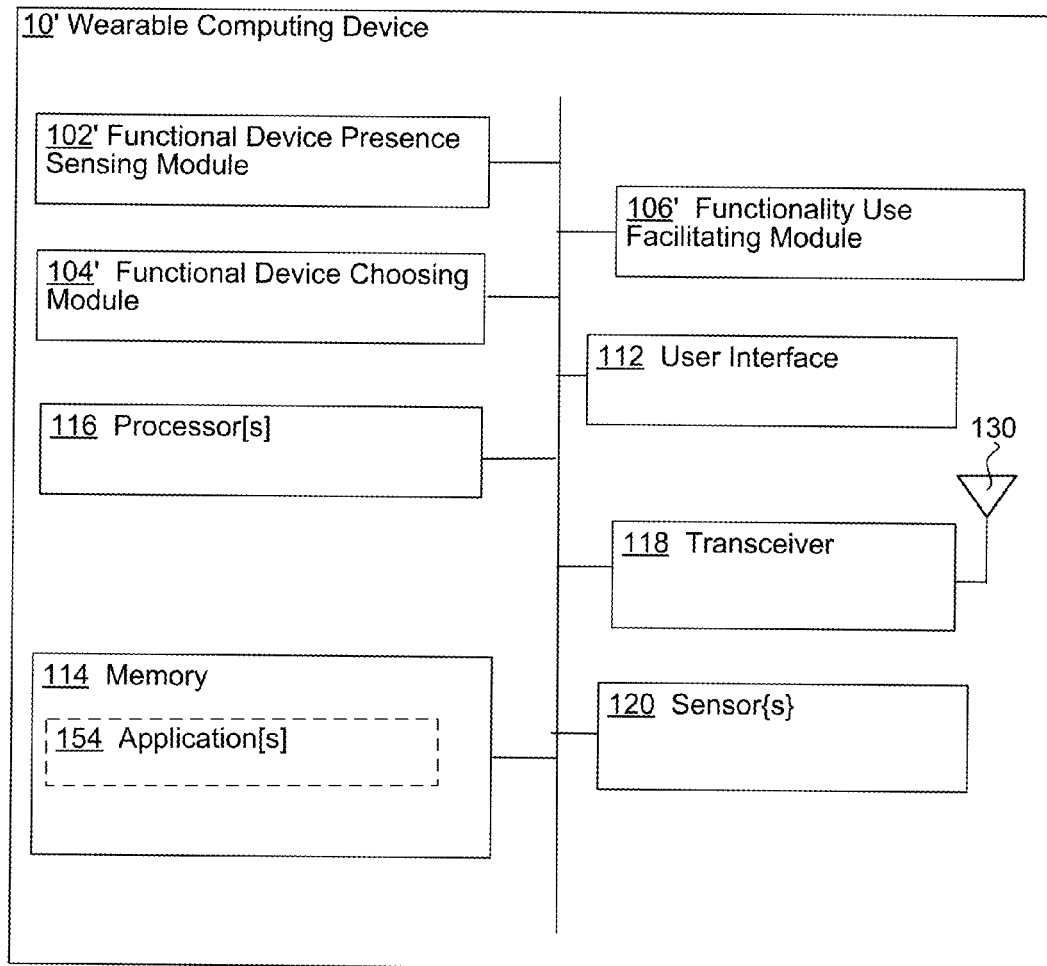 10' Wearable Computing Device
102' Functional Device Presence
Sensing Module
106' Functionality Use
Facilitating Module
104' Functional Device Choosing
Module
112 User Interface
116 Processor[s]
130
118 Transceiver
114 Memory
154 Application[s]
120 Sensor{s}